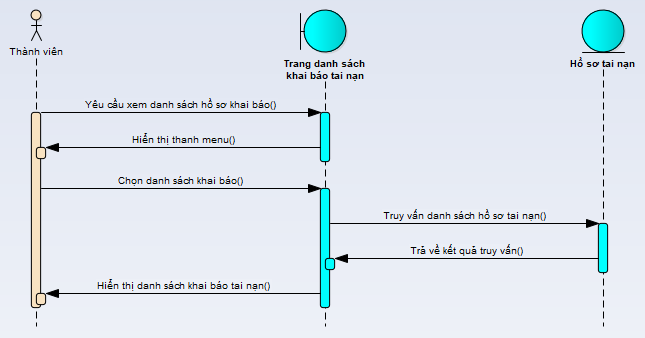 Thành viên
Trang danh sách
khai báo tai nạn
Hồ sơ tai nạn
Yêu cầu xem danh sách hồ sơ khai báo()
Hiển thị thanh menu()
Chọn danh sách khai báo()
Truy vấn danh sách hồ sơ tai nạn()
Trả về kết quả truy vấn()
Hiển thị danh sách khai báo tai nạn()